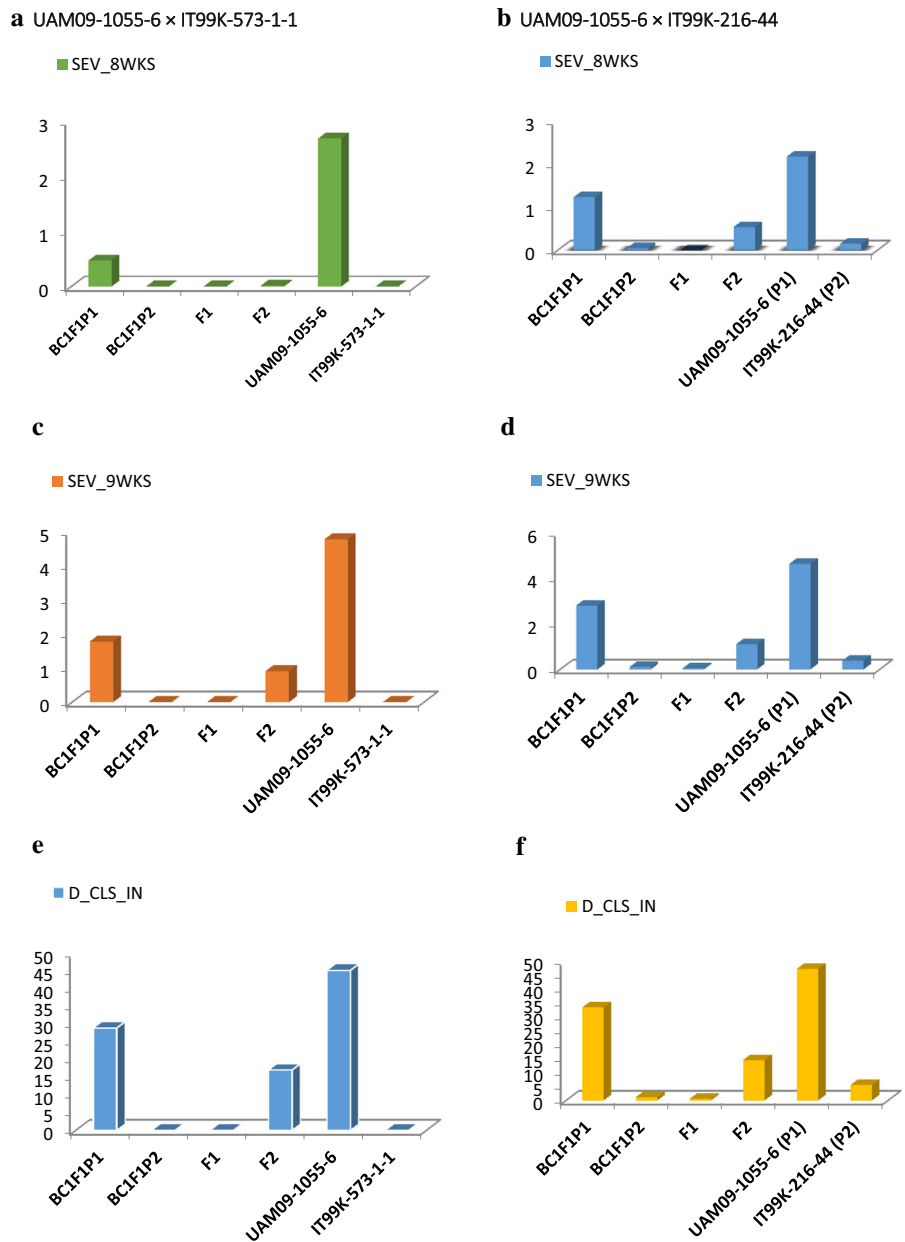 a UAM09-1055-6 × IT99K-573-1-1
SEV_8WKS
3
2
1
0
BC1F1P1
BC1F1P2
F1
F2
UAM09-1055-6
IT99K-573-1-1
b UAM09-1055-6 × IT99K-216-44
SEV_8WKS
3
2
1
0
BC1F1P1
BC1F1P2
F1
F2
UAM09-1055-6 (P1)
IT99K-216-44 (P2)
c
SEV_9WKS
5
4
3
2
1
0
BC1F1P1
BC1F1P2
F1
F2
UAM09-1055-6
IT99K-573-1-1
d
SEV_9WKS
6
4
2
0
BC1F1P1
BC1F1P2
F1
F2
UAM09-1055-6 (P1)
IT99K-216-44 (P2)
e
D_CLS_IN
50
45
40
35
30
25
20
15
10
5
0
BC1F1P1
BC1F1P2
F1
F2
UAM09-1055-6
IT99K-573-1-1
f
D_CLS_IN
50
45
40
35
30
25
20
15
10
5
0
BC1F1P1
BC1F1P2
F1
F2
UAM09-1055-6 (P1)
IT99K-216-44 (P2)